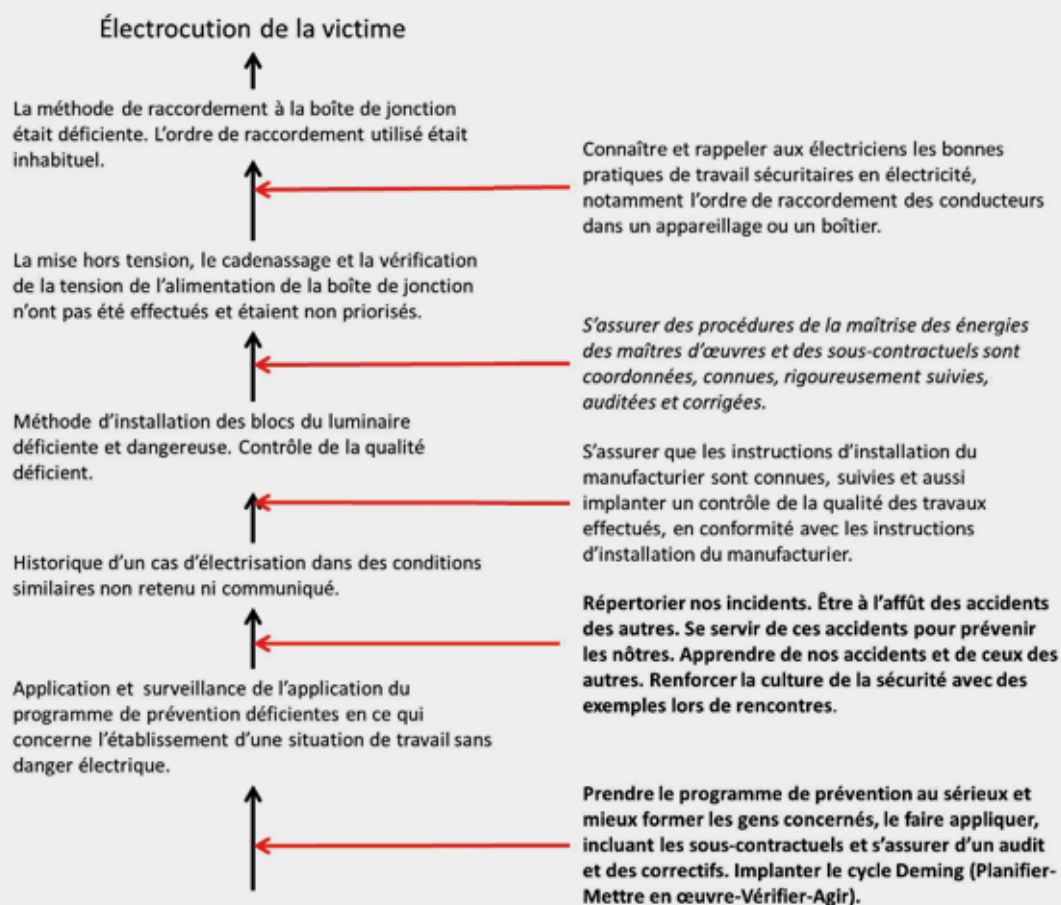 Électrocution de la victime
La méthode de raccordement à la boîte de jonction
était déficiente. L’ordre de raccordement utilisé était
inhabituel.
Connaître et rappeler aux électriciens les bonnes
pratiques de travail sécuritaires en électricité,
notamment l’ordre de raccordement des conducteurs
dans un appareillage ou un boîtier.
La mise hors tension, le cadenassage et la vérification
de la tension de l’alimentation de la boîte de jonction
n’ont pas été effectués et étaient non priorisés.
S’assurer des procédures de la maîtrise des énergies
des maîtres d’œuvres et des sous-contractuels sont
coordonnées, connues, rigoureusement suivies,
auditées et corrigées.
Méthode d’installation des blocs du luminaire
déficiente et dangereuse. Contrôle de la qualité
déficient.
S’assurer que les instructions d’installation du
manufacturier sont connues, suivies et aussi
implanter un contrôle de la qualité des travaux
effectués, en conformité avec les instructions
d’installation du manufacturier.
Historique d’un cas d’électrisation dans des conditions
similaires non retenu ni communiqué.
Répertorier nos incidents. Être à l’affût des accidents
des autres. Se servir de ces accidents pour prévenir
les nôtres. Apprendre de nos accidents et de ceux des
autres. Renforcer la culture de la sécurité avec des
exemples lors de rencontres.
Application et surveillance de l’application du
programme de prévention déficientes en ce qui
concerne l’établissement d’une situation de travail sans
danger électrique.
Prendre le programme de prévention au sérieux et
mieux former les gens concernés, le faire appliquer,
incluant les sous-contractuels et s’assurer d’un audit
et des correctifs. Implanter le cycle Deming (Planifier-
Mettre en œuvre-Vérifier-Agir).